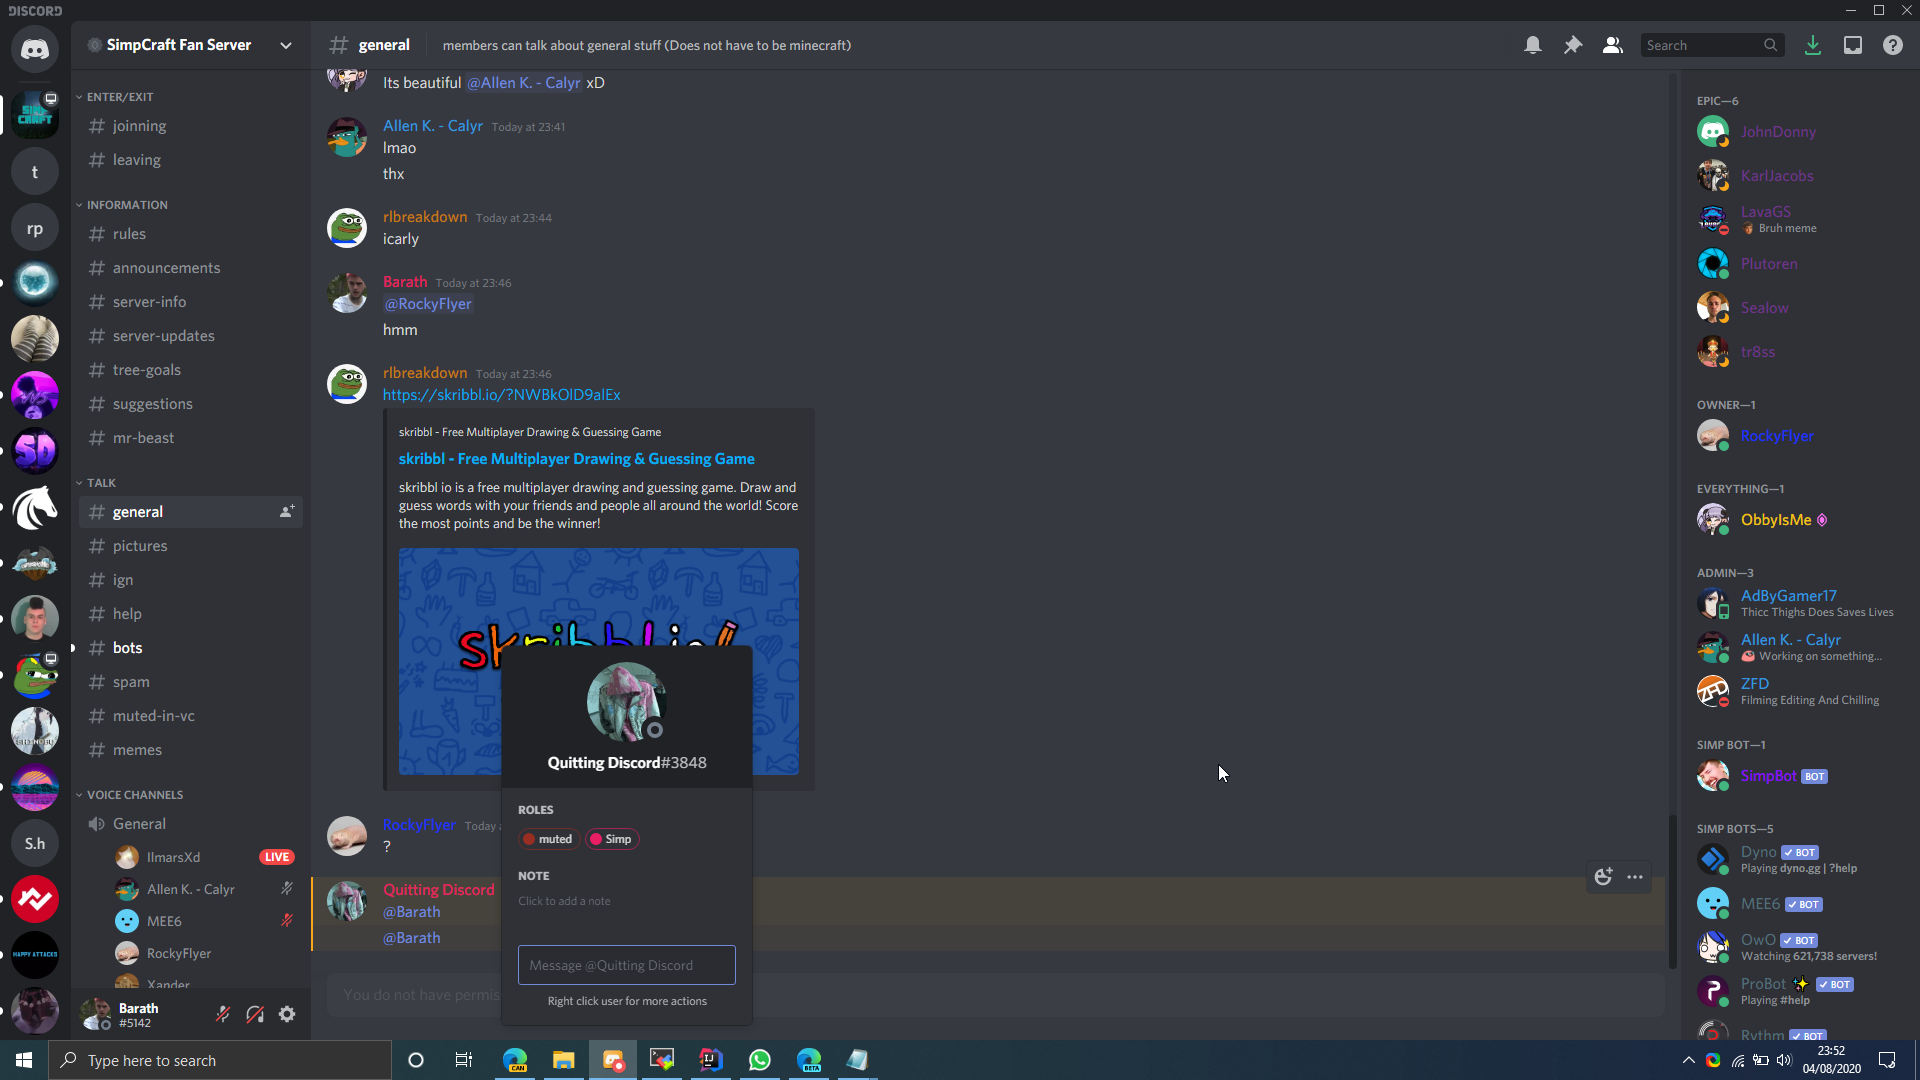 DISCORD
SimpCraft Fan Server
general
members can talk about general stuff (Does not have to be minecraft)
Search
ENTER/EXIT
joinning
leaving
INFORMATION
rules
announcements
server-info
server-updates
tree-goals
suggestions
mr-beast
TALK
general
pictures
ign
help
bots
spam
muted-in-vc
memes
VOICE CHANNELS
General
IlmarsXd
LIVE
Allen K. - Calyr
MEE6
RockyFlyer
Xander
Barath
#5142
t
rp
SD
S.h
HAPPY ATTACKS
Its beautiful @Allen K. - Calyr xD
Allen K. - Calyr Today at 23:41
lmao
thx
rlbreakdown Today at 23:44
icarly
Barath Today at 23:46
@RockyFlyer
hmm
rlbreakdown Today at 23:46
https://skribbl.io/?NWBkOlD9alEx
skribbl - Free Multiplayer Drawing & Guessing Game
skribbl - Free Multiplayer Drawing & Guessing Game
skribbl io is a free multiplayer drawing and guessing game. Draw and
guess words with your friends and people all around the world! Score
the most points and be the winner!
skribbl.io
RockyFlyer Today
?
Quitting Discord
@Barath
@Barath
You do not have permis
Quitting Discord#3848
ROLES
muted
Simp
NOTE
Click to add a note
Message @Quitting Discord
Right click user for more actions
EPIC—6
JohnDonny
KarlJacobs
LavaGS
Bruh meme
Plutoren
Sealow
tr8ss
OWNER—1
RockyFlyer
EVERYTHING—1
ObbyIsMe
ADMIN—3
AdByGamer17
Thicc Thighs Does Saves Lives
Allen K. - Calyr
Working on something...
ZFD
Filming Editing And Chilling
SIMP BOT—1
SimpBot BOT
SIMP BOTS—5
Dyno BOT
Playing dyno.gg | ?help
MEE6 BOT
OwO BOT
Watching 621,738 servers!
ProBot ✨ BOT
Playing #help
Rythm BOT
Type here to search
CAN
BETA
23:52
04/08/2020